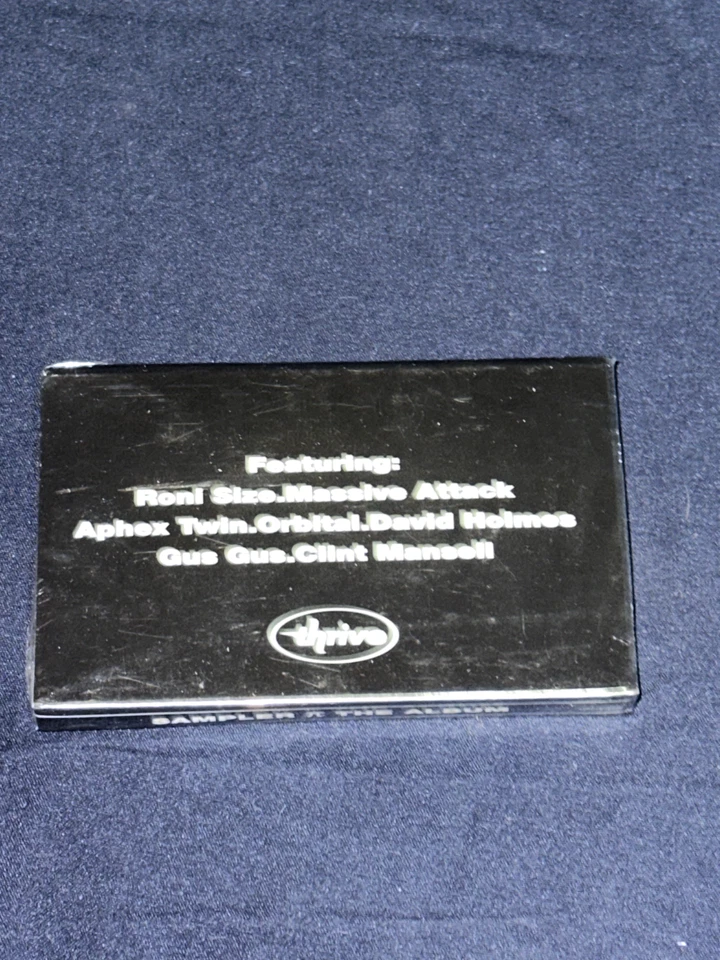 Featuring:
Roni Size.Massive Attack
Aphex Twin.Orbital.David Holmes
Gus Gus.Clint Mansell
thrive
SAMPLER π THE ALBUM